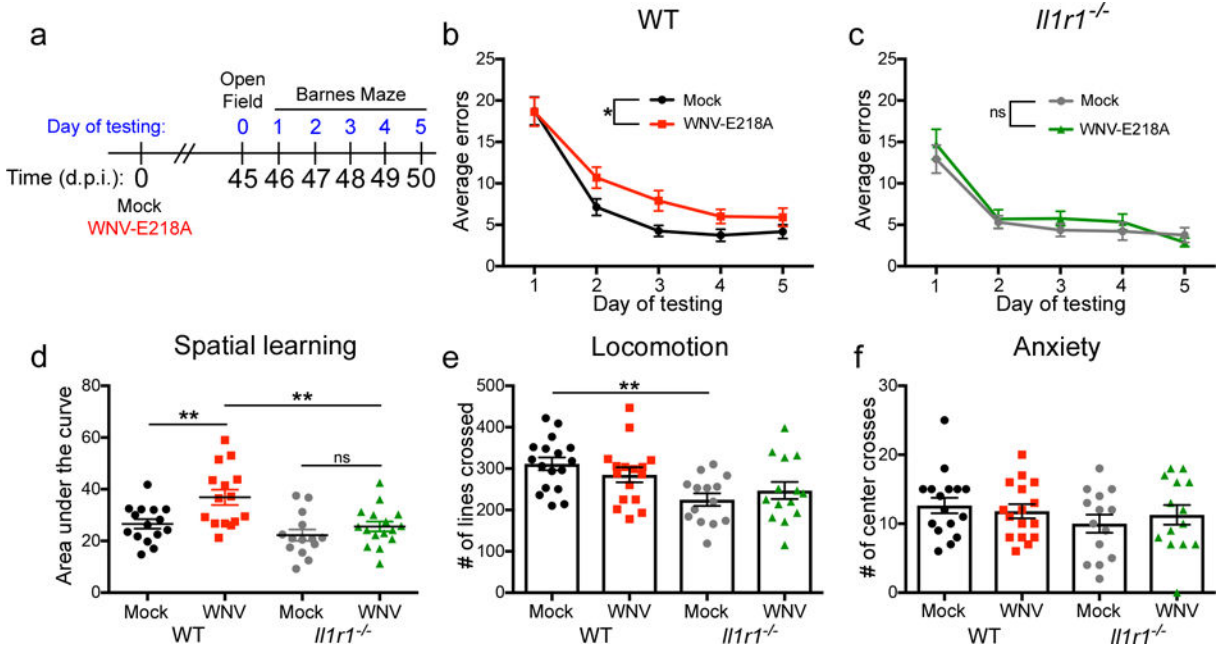 a
Open
Field
Barnes Maze
Day of testing: 0 1 2 3 4 5
Time (d.p.i.): 0 45 46 47 48 49 50
Mock
WNV-E218A
b
WT
Average errors
25
20
15
10
5
0
* Mock
WNV-E218A
1 2 3 4 5
Day of testing
c
Il1r1-/-
Average errors
25
20
15
10
5
0
ns Mock
WNV-E218A
1 2 3 4 5
Day of testing
d
Spatial learning
Area under the curve
80
60
40
20
0
** ** ns
Mock WNV Mock WNV
WT Il1r1-/-
e
Locomotion
# of lines crossed
500
400
300
200
100
0
**
Mock WNV Mock WNV
WT Il1r1-/-
f
Anxiety
# of center crosses
30
20
10
0
Mock WNV Mock WNV
WT Il1r1-/-